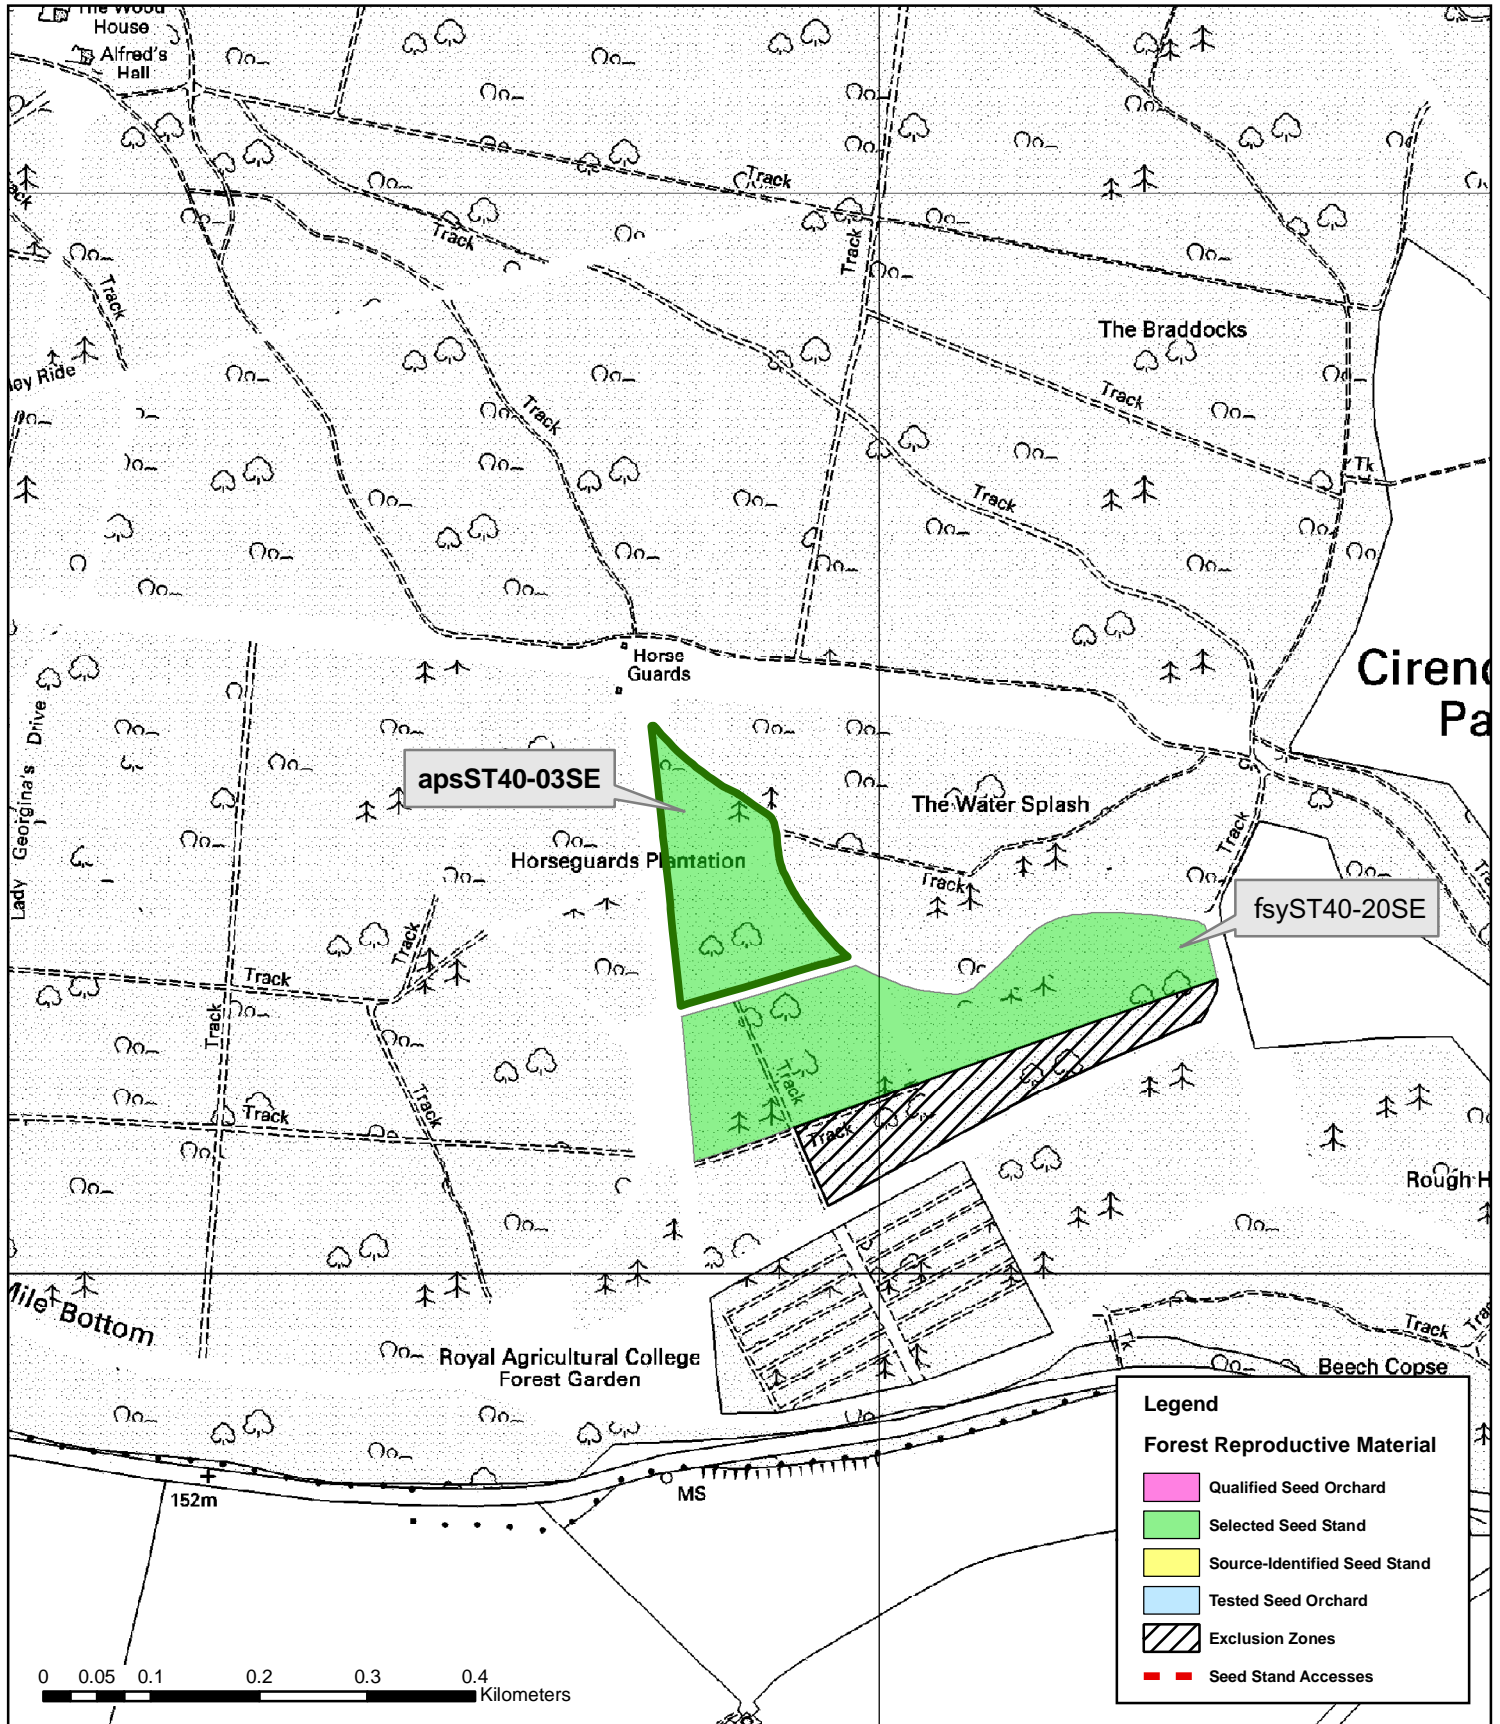 The Wood
House
Alfred's
Hall
Track
Track
Track
Track
The Braddocks
Track
Track
Tk
Track
Horse
Guards
Lady Georgina's Drive
apsST40-03SE
Horseguards Plantation
The Water Splash
Track
Track
fsyST40-20SE
Track
Track
Track
Track
Track
Track
Track
Track
Royal Agricultural College
Forest Garden
Mile Bottom
Track
Tk
Beech Copse
152m
MS
Legend
Forest Reproductive Material
Qualified Seed Orchard
Selected Seed Stand
Source-Identified Seed Stand
Tested Seed Orchard
Exclusion Zones
Seed Stand Accesses
0 0.05 0.1 0.2 0.3 0.4
Kilometers